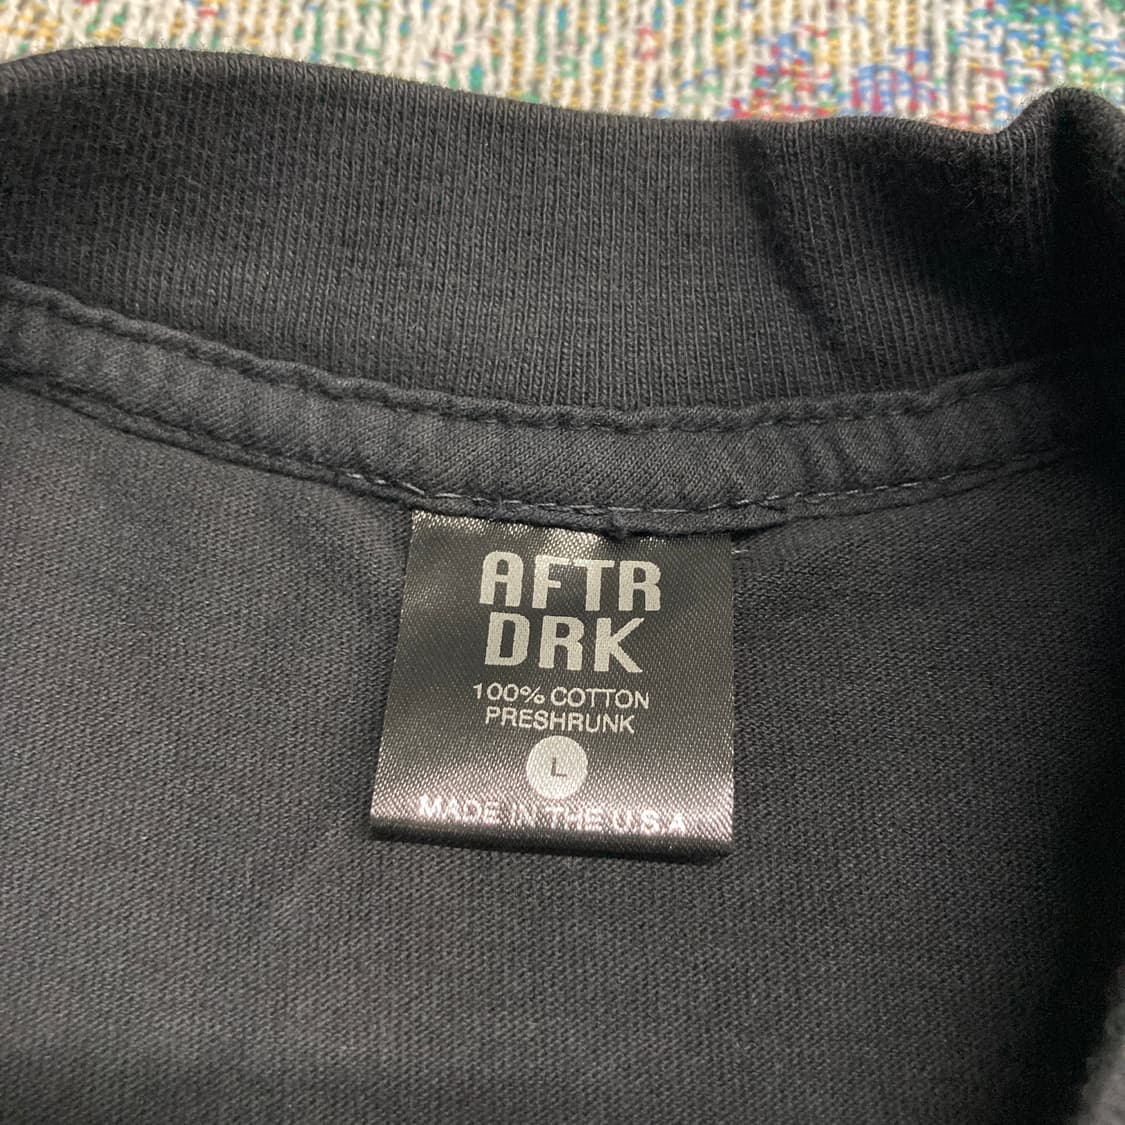 AFTR
DRK
100% COTTON
PRESHRUNK
L
MADE IN THE U.S.A